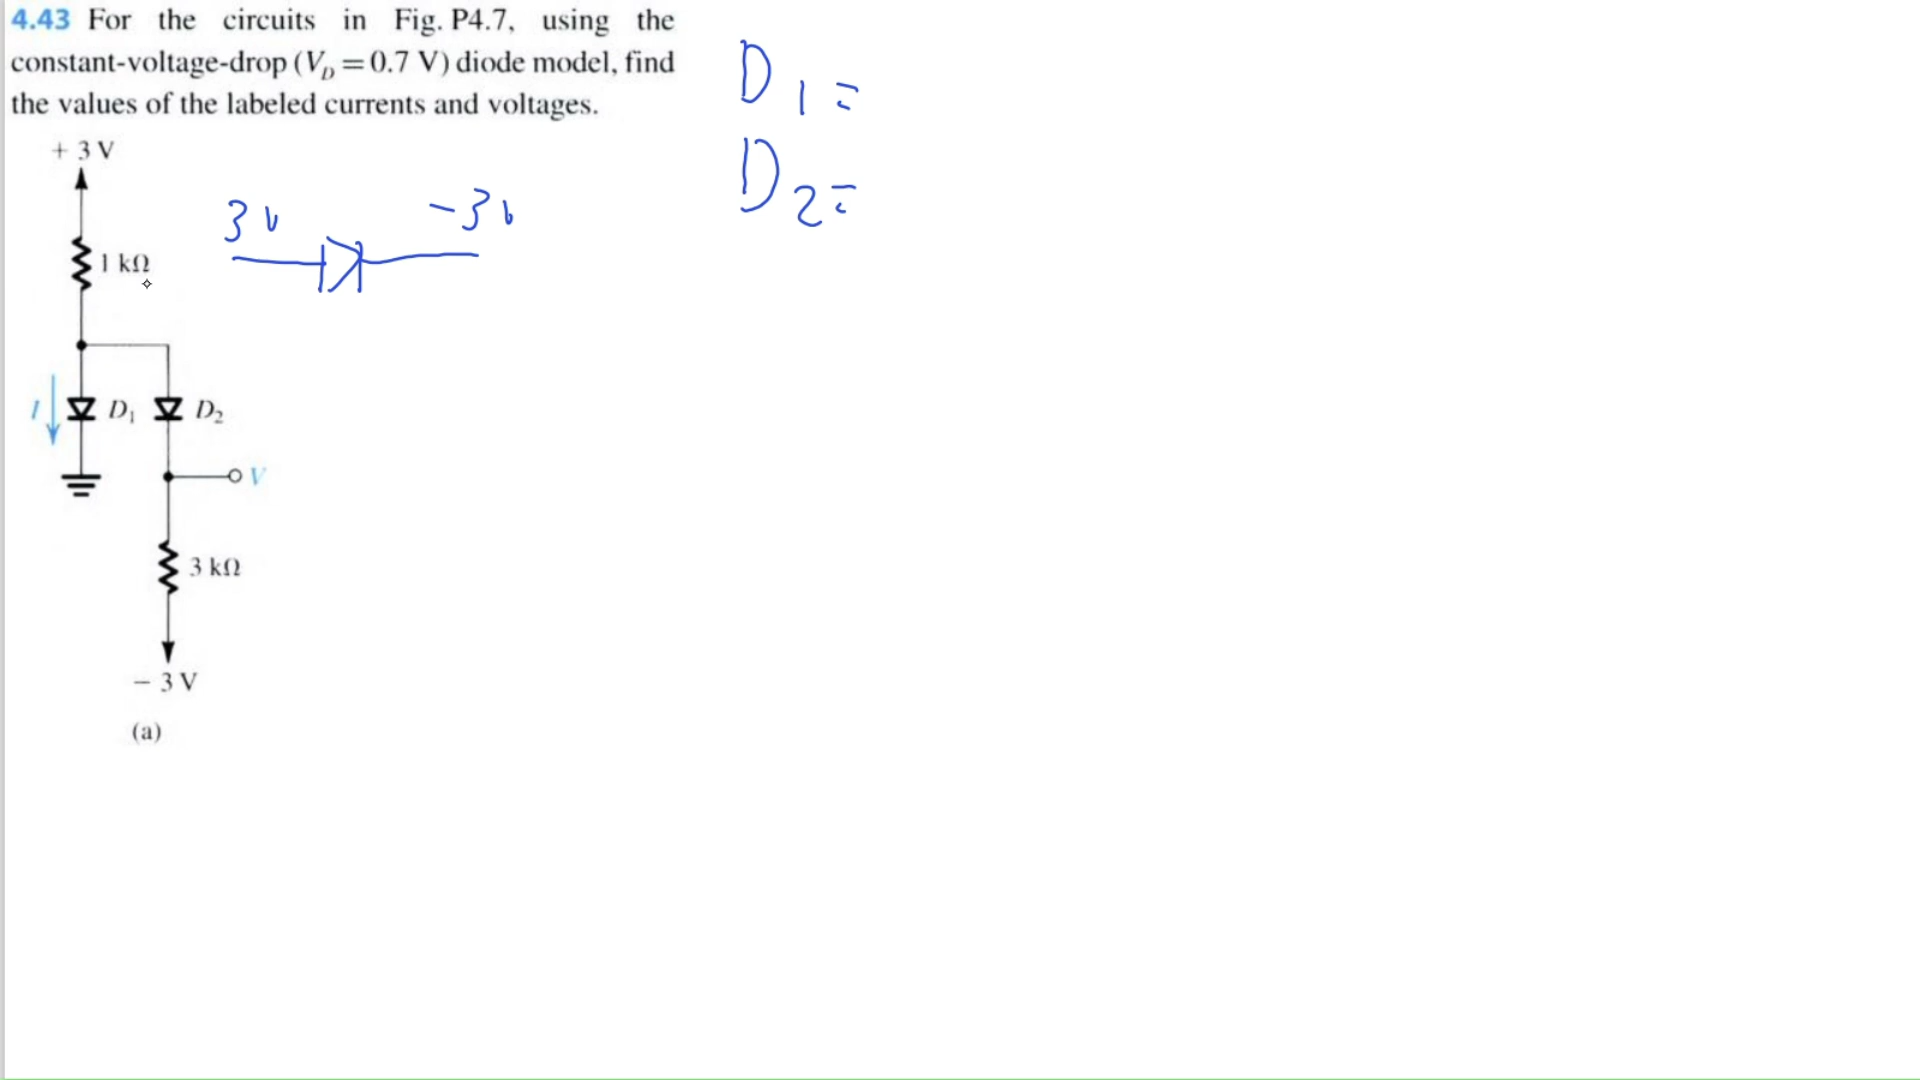 4.43 For the circuits in Fig. P4.7, using the
constant-voltage-drop (V_D = 0.7 V) diode model, find
the values of the labeled currents and voltages.
+ 3 V
1 kΩ
3v
-3v
D1=
D2=
I
D₁
D₂
V
3 kΩ
− 3 V
(a)